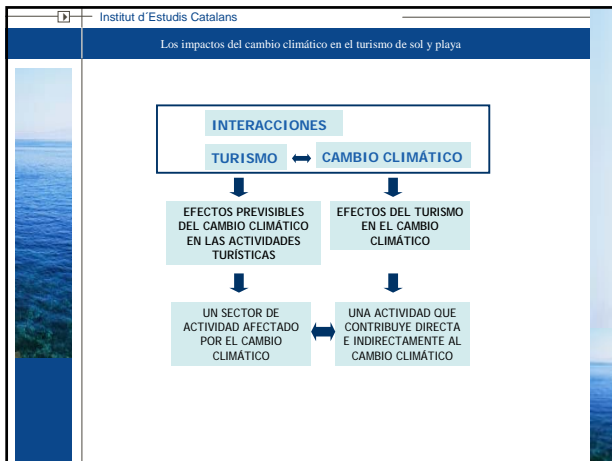 Institut d´Estudis Catalans
Los impactos del cambio climático en el turismo de sol y playa
INTERACCIONES
TURISMO CAMBIO CLIMÁTICO
EFECTOS PREVISIBLES
DEL CAMBIO CLIMÁTICO
EN LAS ACTIVIDADES
TURÍSTICAS
EFECTOS DEL TURISMO
EN EL CAMBIO
CLIMÁTICO
UN SECTOR DE
ACTIVIDAD AFECTADO
POR EL CAMBIO
CLIMÁTICO
UNA ACTIVIDAD QUE
CONTRIBUYE DIRECTA
E INDIRECTAMENTE AL
CAMBIO CLIMÁTICO